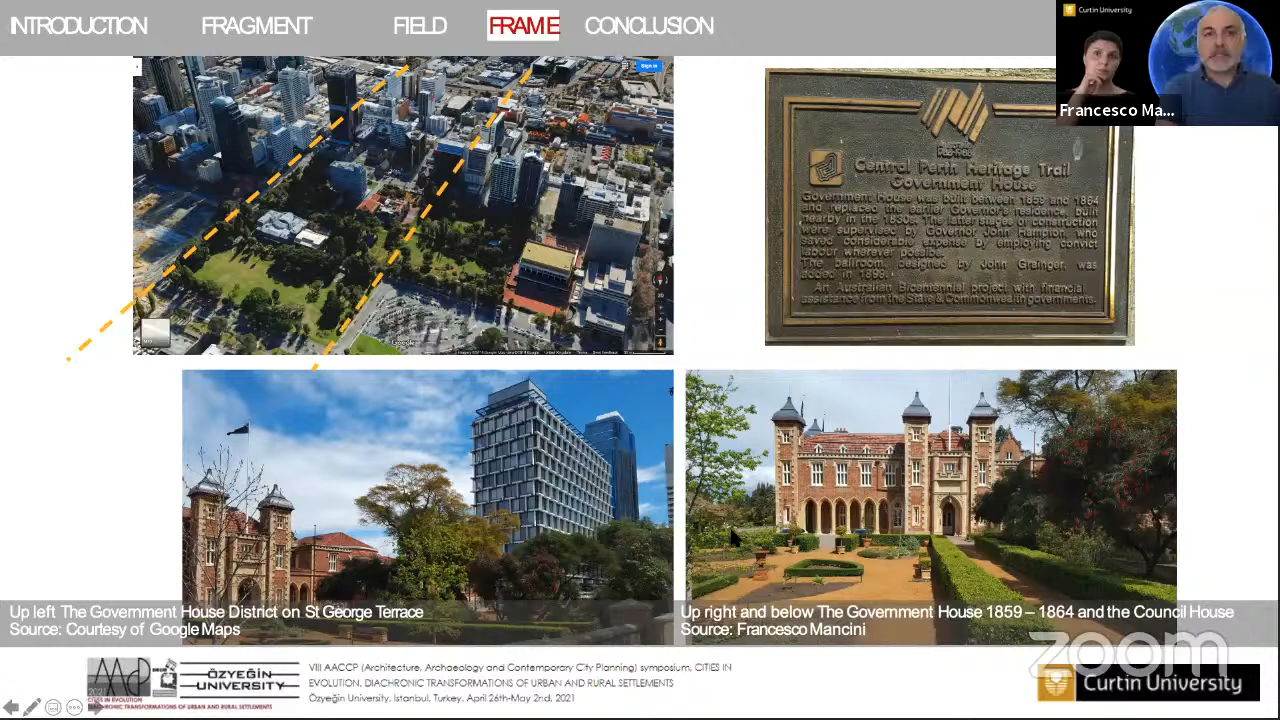 INTRODUCTION FRAGMENT FIELD FRAME CONCLUSION
Curtin University
Francesco Ma...
Sign in
Central Perth Heritage Trail
Government House
Government House was built between 1859 and 1864
and replaced the earlier Governor's residence, built
nearby in the 1830s. The later stages of construction
were supervised by Governor John Hampton, who
saved considerable expense by employing convict
labour wherever possible.
The ballroom, designed by John Grainger, was
added in 1899.
An Australian Bicentennial project with financial
assistance from the State & Commonwealth governments.
Google
Up left The Government House District on St George Terrace
Source: Courtesy of Google Maps
Up right and below The Government House 1859 – 1864 and the Council House
Source: Francesco Mancini
zoom
ÖZYEĞİN
UNIVERSITY
VIII AACCP (Architecture, Archaeology and Contemporary City Planning) symposium, CITIES IN
EVOLUTION, DIACHRONIC TRANSFORMATIONS OF URBAN AND RURAL SETTLEMENTS
Özyeğin University, Istanbul, Turkey, April 26th-May 2nd, 2021
Curtin University